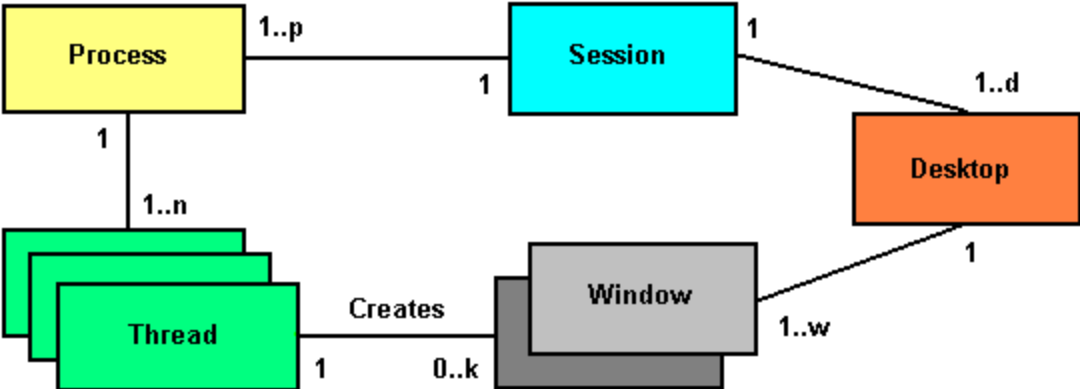 Process
1..p
1
Session
1
1..d
Desktop
1
1..n
Thread
Creates
1
0..k
Window
1..w
1